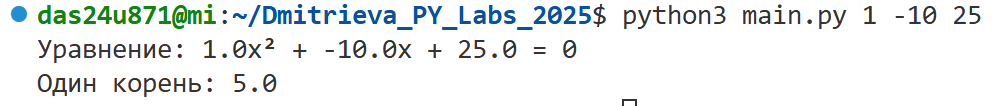 das24u871@mi:~/Dmitrieva_PY_Labs_2025$ python3 main.py 1 -10 25
Уравнение: 1.0x² + -10.0x + 25.0 = 0
Один корень: 5.0